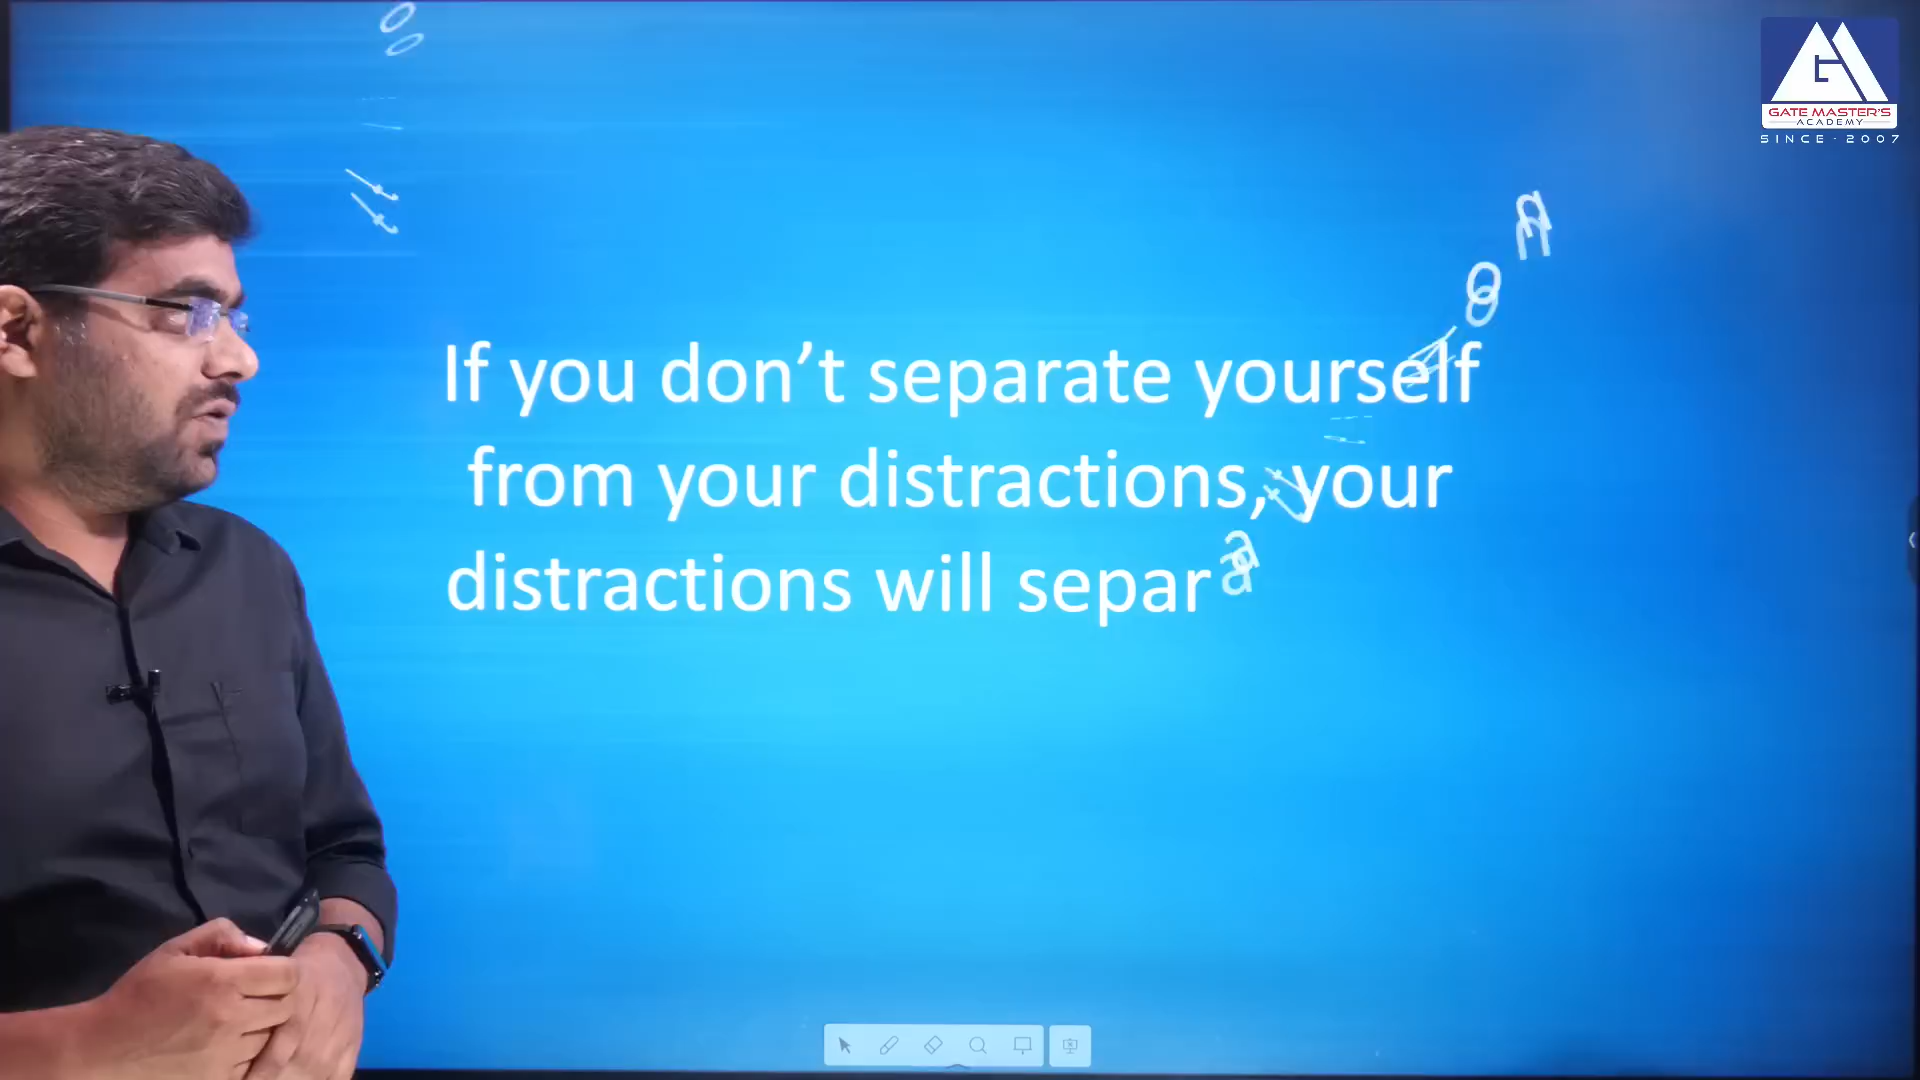 GATE MASTER'S
ACADEMY
SINCE-2007
If you don’t separate yourself
from your distractions, your
distractions will separ